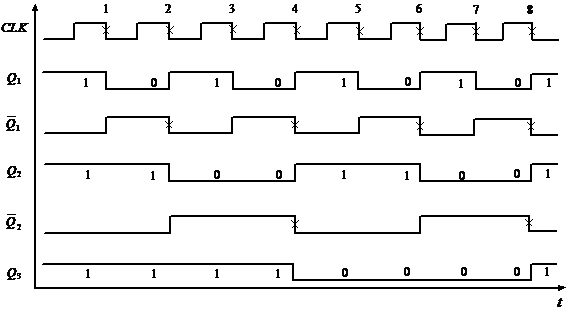 1 2 3 4 5 6 7 8
CLK
Q1 1 0 1 0 1 0 1 0 1
Q̅1
Q2 1 1 0 0 1 1 0 0 1
Q̅2
Q3 1 1 1 1 0 0 0 0 1
t